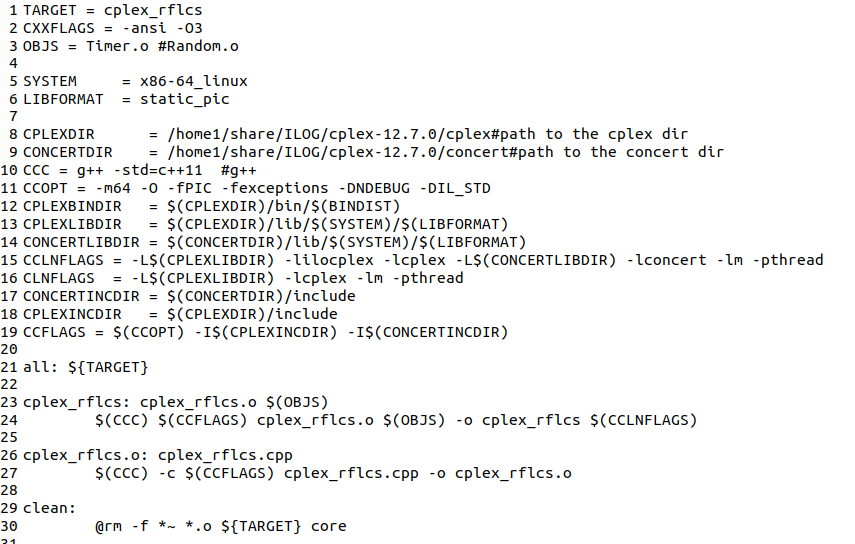 1 TARGET = cplex_rflcs
2 CXXFLAGS = -ansi -O3
3 OBJS = Timer.o #Random.o
4
5 SYSTEM     = x86-64_linux
6 LIBFORMAT  = static_pic
7
8 CPLEXDIR      = /home1/share/ILOG/cplex-12.7.0/cplex#path to the cplex dir
9 CONCERTDIR    = /home1/share/ILOG/cplex-12.7.0/concert#path to the concert dir
10 CCC = g++ -std=c++11  #g++
11 CCOPT = -m64 -O -fPIC -fexceptions -DNDEBUG -DIL_STD
12 CPLEXBINDIR   = $(CPLEXDIR)/bin/$(BINDIST)
13 CPLEXLIBDIR   = $(CPLEXDIR)/lib/$(SYSTEM)/$(LIBFORMAT)
14 CONCERTLIBDIR = $(CONCERTDIR)/lib/$(SYSTEM)/$(LIBFORMAT)
15 CCLNFLAGS = -L$(CPLEXLIBDIR) -lilocplex -lcplex -L$(CONCERTLIBDIR) -lconcert -lm -pthread
16 CLNFLAGS  = -L$(CPLEXLIBDIR) -lcplex -lm -pthread
17 CONCERTINCDIR = $(CONCERTDIR)/include
18 CPLEXINCDIR   = $(CPLEXDIR)/include
19 CCFLAGS = $(CCOPT) -I$(CPLEXINCDIR) -I$(CONCERTINCDIR)
20
21 all: ${TARGET}
22
23 cplex_rflcs: cplex_rflcs.o $(OBJS)
24         $(CCC) $(CCFLAGS) cplex_rflcs.o $(OBJS) -o cplex_rflcs $(CCLNFLAGS)
25
26 cplex_rflcs.o: cplex_rflcs.cpp
27         $(CCC) -c $(CCFLAGS) cplex_rflcs.cpp -o cplex_rflcs.o
28
29 clean:
30         @rm -f *~ *.o ${TARGET} core
31